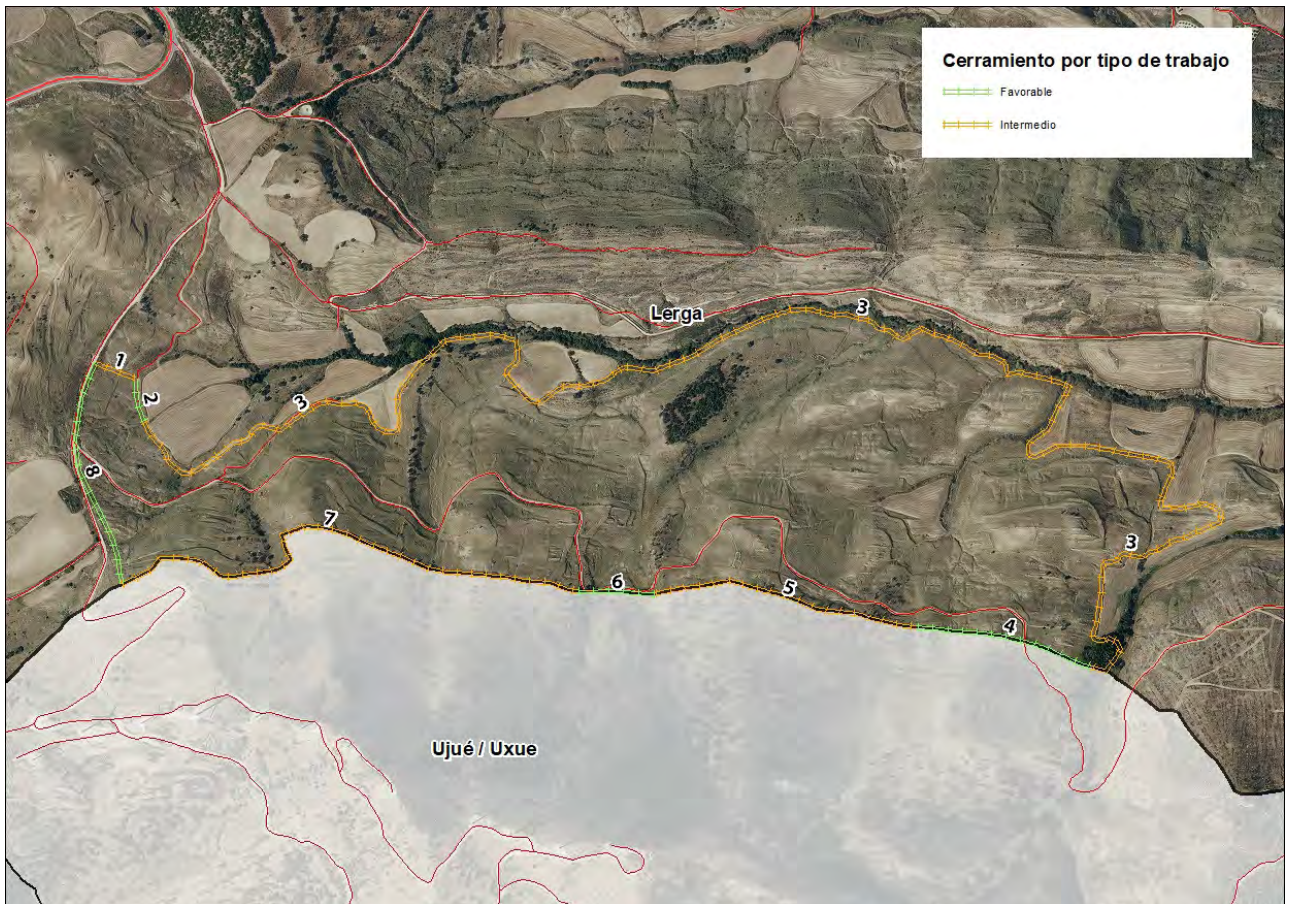 Cerramiento por tipo de trabajo
Favorable
Intermedio
Lerga
3
1
2
3
8
7
3
6
5
4
Ujué / Uxue